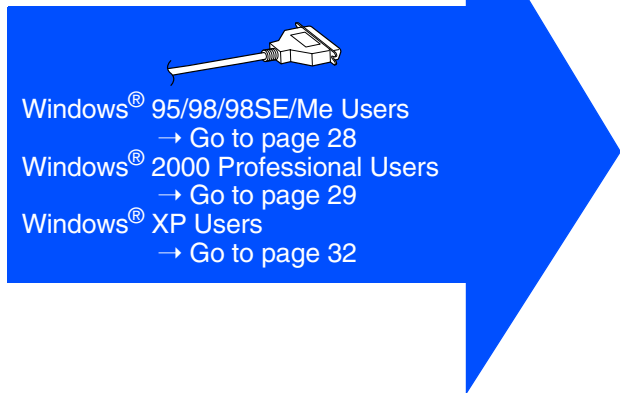 Windows® 95/98/98SE/Me Users
→ Go to page 28
Windows® 2000 Professional Users
→ Go to page 29
Windows® XP Users
→ Go to page 32